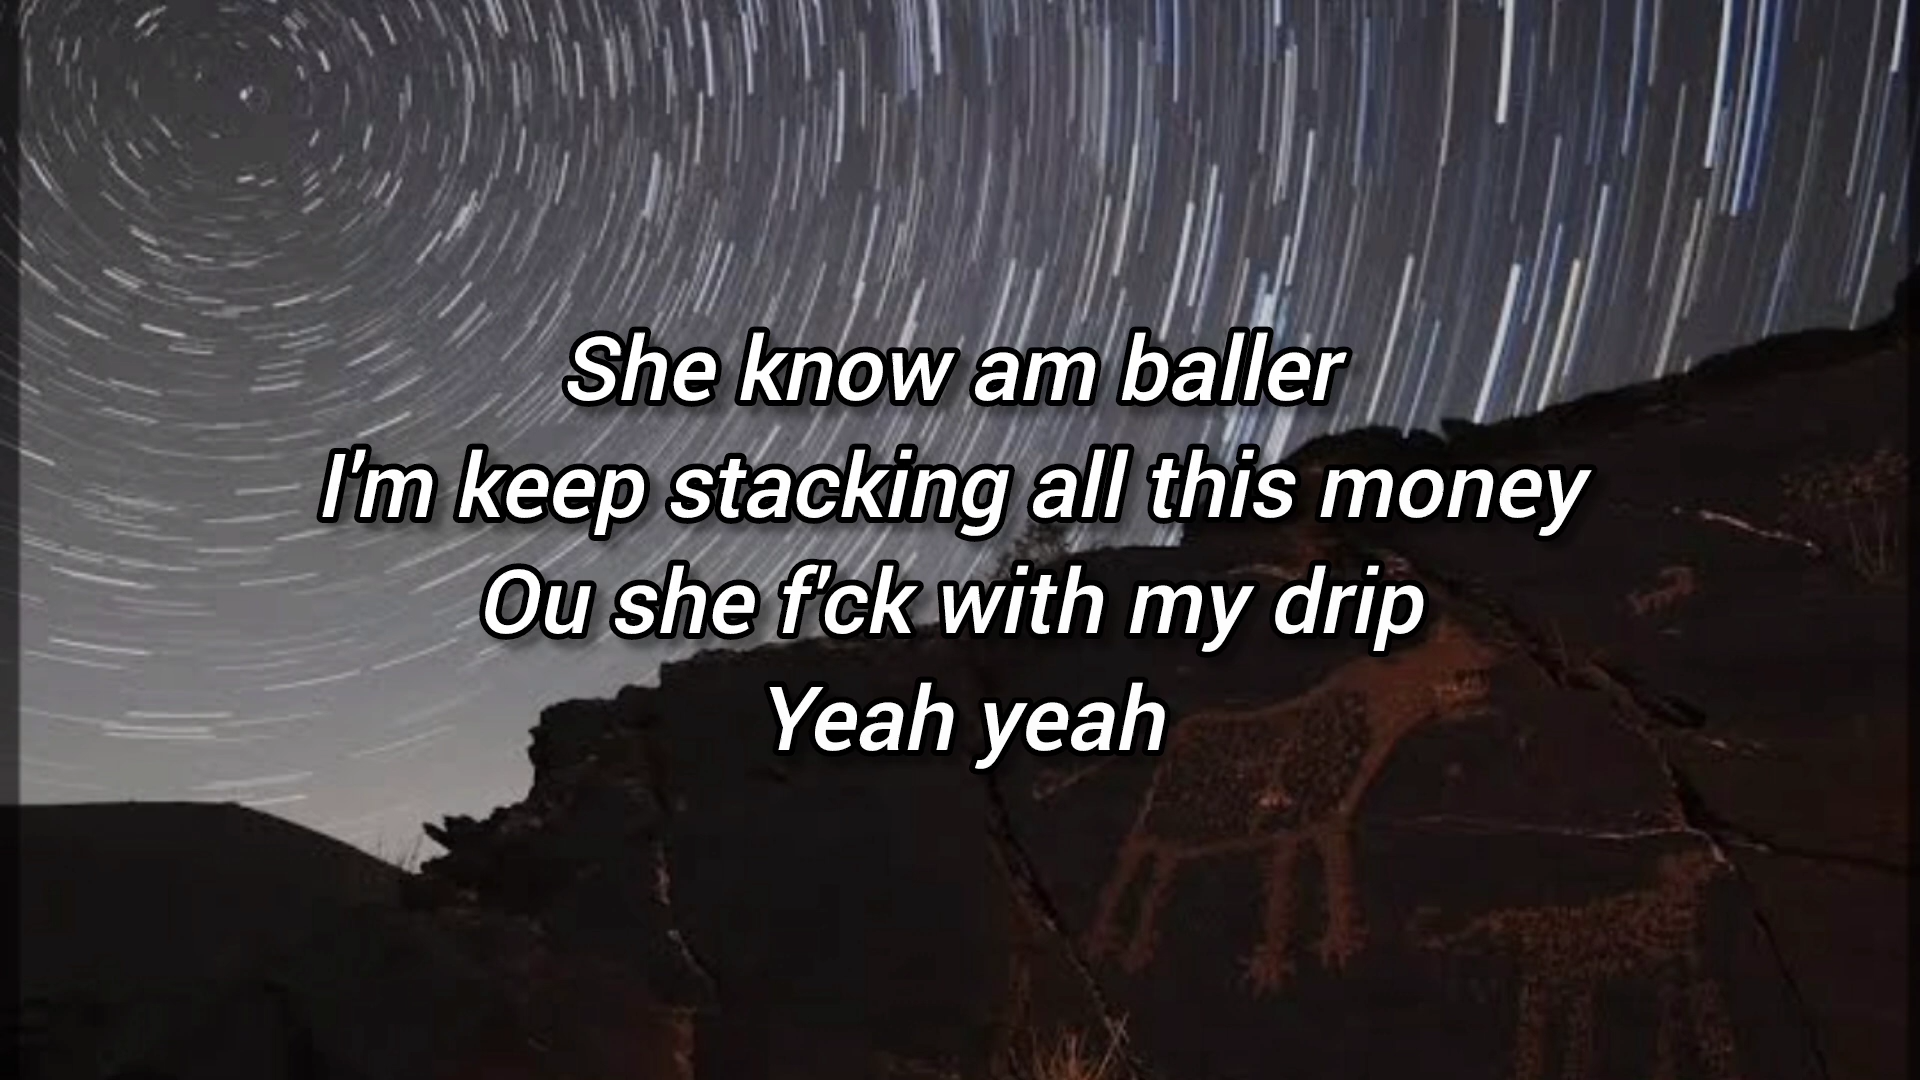 She know am baller
I'm keep stacking all this money
Ou she f'ck with my drip
Yeah yeah